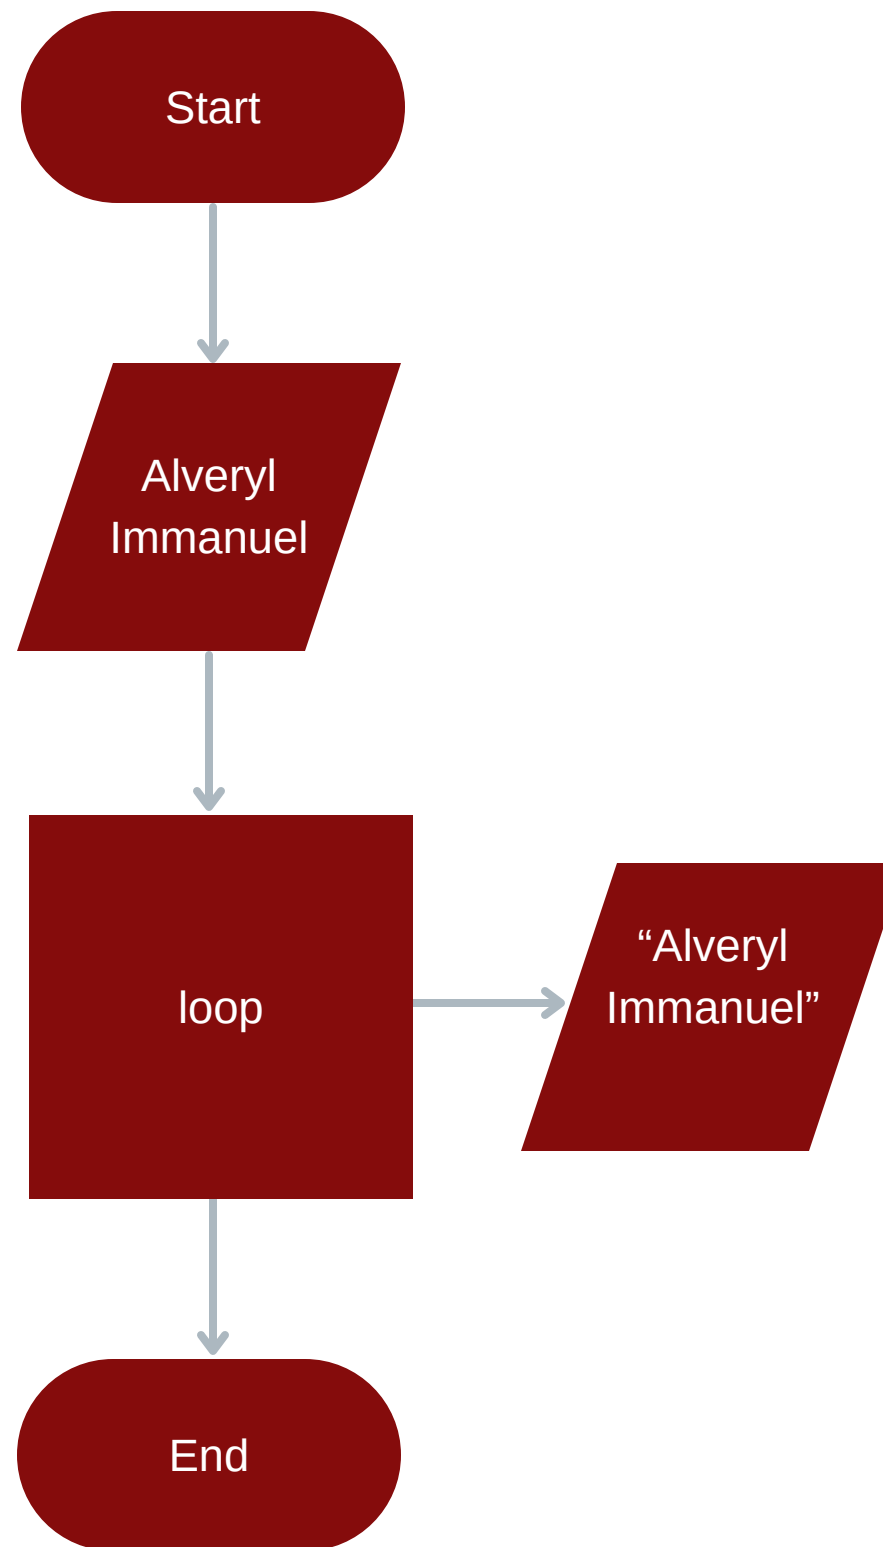 Start
Alveryl
Immanuel
loop
“Alveryl
Immanuel”
End